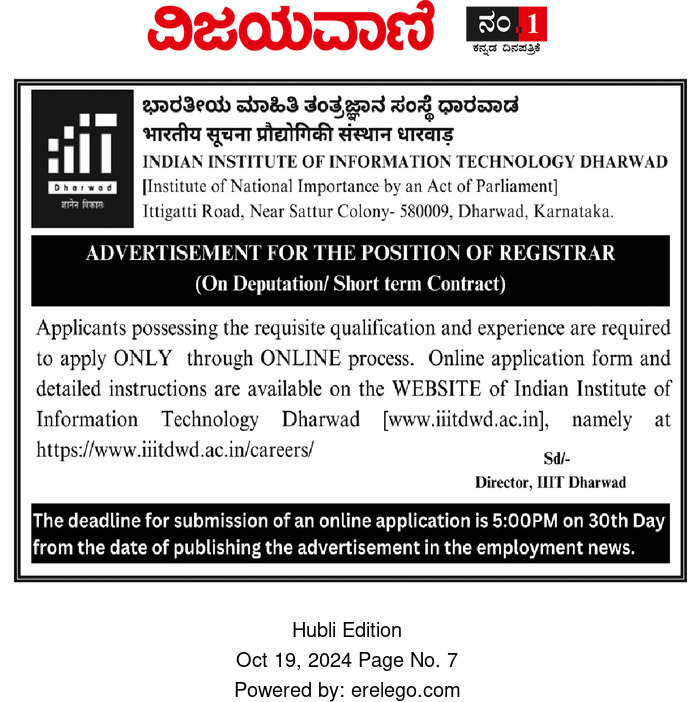 ವಿಜಯವಾಣಿ
ನಂ.1
ಕನ್ನಡ ದಿನಪತ್ರಿಕೆ
ಭಾರತೀಯ ಮಾಹಿತಿ ತಂತ್ರಜ್ಞಾನ ಸಂಸ್ಥೆ ಧಾರವಾಡ
भारतीय सूचना प्रौद्योगिकी संस्थान धारवाड़
INDIAN INSTITUTE OF INFORMATION TECHNOLOGY DHARWAD
[Institute of National Importance by an Act of Parliament]
Ittigatti Road, Near Sattur Colony- 580009, Dharwad, Karnataka.
iiiT
Dharwad
ज्ञानेन विकासः
ADVERTISEMENT FOR THE POSITION OF REGISTRAR
(On Deputation/ Short term Contract)
Applicants possessing the requisite qualification and experience are required
to apply ONLY through ONLINE process. Online application form and
detailed instructions are available on the WEBSITE of Indian Institute of
Information Technology Dharwad [www.iiitdwd.ac.in], namely at
https://www.iiitdwd.ac.in/careers/
Sd/-
Director, IIIT Dharwad
The deadline for submission of an online application is 5:00PM on 30th Day
from the date of publishing the advertisement in the employment news.
Hubli Edition
Oct 19, 2024 Page No. 7
Powered by: erelego.com